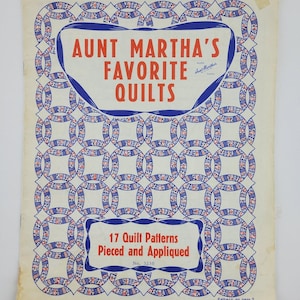 AUNT MARTHA'S
FAVORITE
QUILTS
17 Quilt Patterns
Pieced and Appliqued